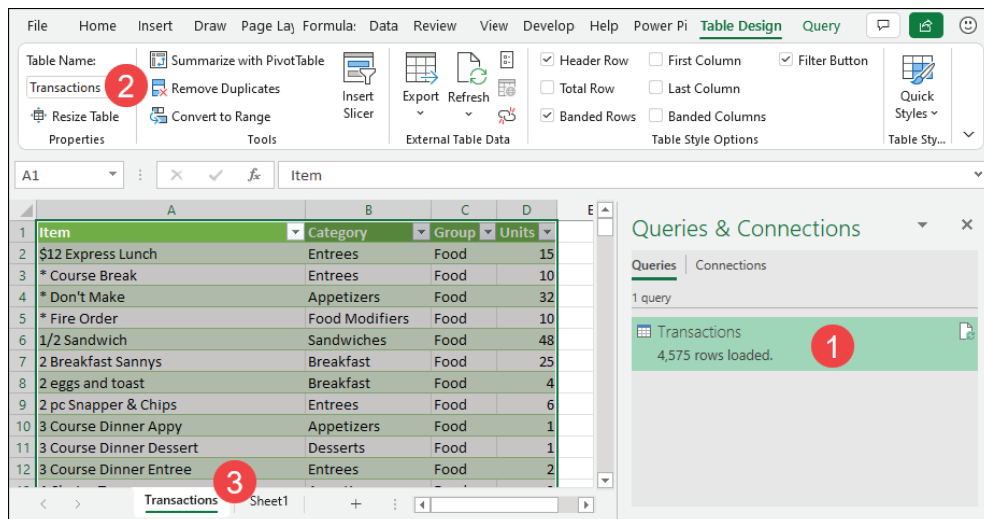 File Home Insert Draw Page Lay Formula: Data Review View Develop Help Power Pi Table Design Query
Table Name:
Transactions 2
Resize Table
Properties
Summarize with PivotTable
Remove Duplicates
Convert to Range
Tools
Insert
Slicer
Export Refresh
External Table Data
Header Row First Column Filter Button
Total Row Last Column
Banded Rows Banded Columns
Table Style Options
Quick
Styles
Table Sty...
A1 fx Item
A B C D E
1 Item Category Group Units
2 $12 Express Lunch Entrees Food 15
3 * Course Break Entrees Food 10
4 * Don't Make Appetizers Food 32
5 * Fire Order Food Modifiers Food 10
6 1/2 Sandwich Sandwiches Food 48
7 2 Breakfast Sannys Breakfast Food 25
8 2 eggs and toast Breakfast Food 4
9 2 pc Snapper & Chips Entrees Food 6
10 3 Course Dinner Appy Appetizers Food 1
11 3 Course Dinner Dessert Desserts Food 1
12 3 Course Dinner Entree Entrees Food 2
3
Transactions Sheet1
Queries & Connections
Queries Connections
1 query
Transactions
4,575 rows loaded.
1